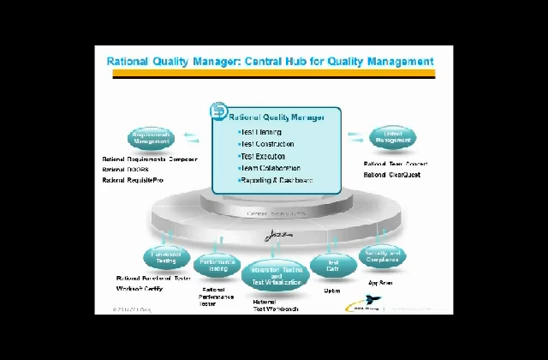 Rational Quality Manager: Central Hub for Quality Management
Rational Quality Manager
•Test Planning
•Test Construction
•Test Execution
•Team Collaboration
•Reporting & Dashboard
Requirements
Management
Rational Requirements Composer
Rational DOORS
Rational RequisitePro
Management
Rational Team Concert
Rational ClearQuest
OPEN SERVICES
Jazz
Functional
Testing
Rational Functional Tester
Worksoft Certify
Performance
Testing
Rational
Performance
Tester
Integration Testing
and
Test Virtualization
Rational
Test Workbench
Test
Data
Optim
Security and
Compliance
AppScan